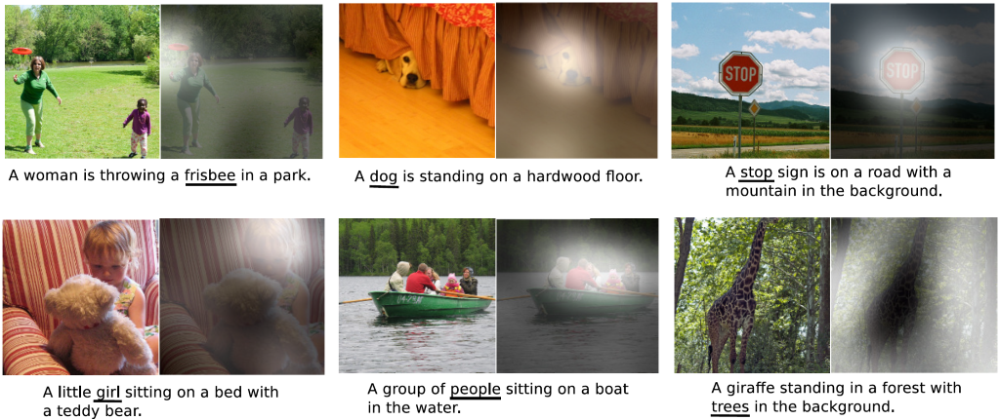 STOP
STOP
A woman is throwing a frisbee in a park.
A dog is standing on a hardwood floor.
A stop sign is on a road with a
mountain in the background.
A little girl sitting on a bed with
a teddy bear.
A group of people sitting on a boat
in the water.
A giraffe standing in a forest with
trees in the background.